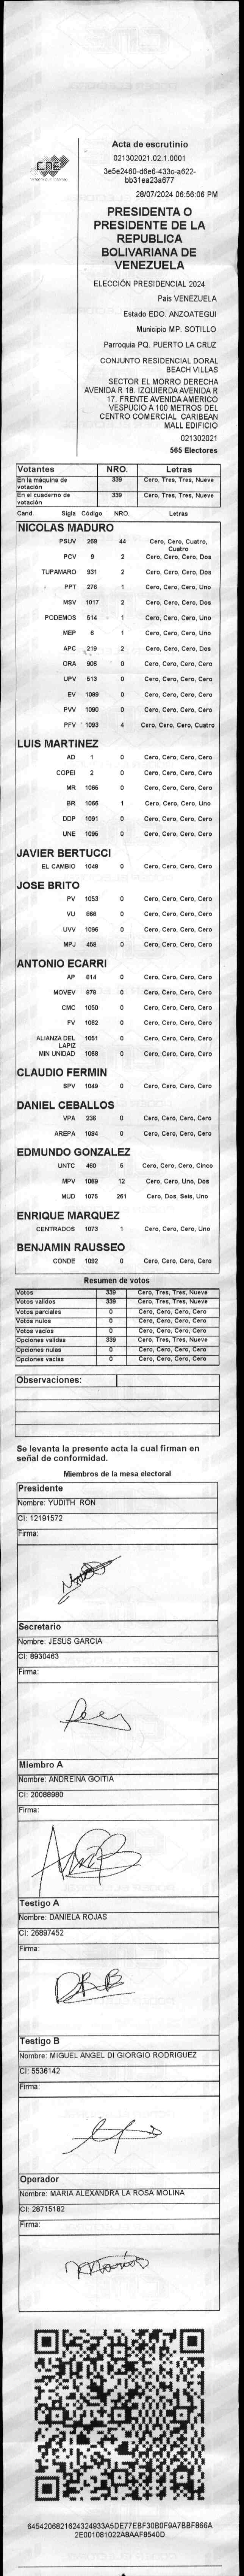 CNE
Acta de escrutinio
021302021.02.1.0001
3e5e2460-d6e6-433c-a622-
bb31ea23a677
28/07/2024 06:56:06 PM
PRESIDENTA O
PRESIDENTE DE LA
REPUBLICA
BOLIVARIANA DE
VENEZUELA
ELECCIÓN PRESIDENCIAL 2024
País VENEZUELA
Estado EDO. ANZOATEGUI
Municipio MP. SOTILLO
Parroquia PQ. PUERTO LA CRUZ
CONJUNTO RESIDENCIAL DORAL
BEACH VILLAS
SECTOR EL MORRO DERECHA
AVENIDA R 18. IZQUIERDA AVENIDA R
17. FRENTE AVENIDA AMERICO
VESPUCIO A 100 METROS DEL
CENTRO COMERCIAL CARIBEAN
MALL EDIFICIO
021302021
565 Electores
Votantes NRO. Letras
En la máquina de votación 339 Cero, Tres, Tres, Nueve
En el cuaderno de votación 339 Cero, Tres, Tres, Nueve
Cand. Sigla Código NRO. Letras
NICOLAS MADURO
PSUV 269 44 Cero, Cero, Cuatro, Cuatro
PCV 9 2 Cero, Cero, Cero, Dos
TUPAMARO 931 2 Cero, Cero, Cero, Dos
PPT 276 1 Cero, Cero, Cero, Uno
MSV 1017 2 Cero, Cero, Cero, Dos
PODEMOS 514 1 Cero, Cero, Cero, Uno
MEP 6 1 Cero, Cero, Cero, Uno
APC 219 2 Cero, Cero, Cero, Dos
ORA 906 0 Cero, Cero, Cero, Cero
UPV 513 0 Cero, Cero, Cero, Cero
EV 1089 0 Cero, Cero, Cero, Cero
PVV 1090 0 Cero, Cero, Cero, Cero
PFV 1093 4 Cero, Cero, Cero, Cuatro
LUIS MARTINEZ
AD 1 0 Cero, Cero, Cero, Cero
COPEI 2 0 Cero, Cero, Cero, Cero
MR 1065 0 Cero, Cero, Cero, Cero
BR 1066 1 Cero, Cero, Cero, Uno
DDP 1091 0 Cero, Cero, Cero, Cero
UNE 1095 0 Cero, Cero, Cero, Cero
JAVIER BERTUCCI
EL CAMBIO 1048 0 Cero, Cero, Cero, Cero
JOSE BRITO
PV 1053 0 Cero, Cero, Cero, Cero
VU 868 0 Cero, Cero, Cero, Cero
UVV 1096 0 Cero, Cero, Cero, Cero
MPJ 458 0 Cero, Cero, Cero, Cero
ANTONIO ECARRI
AP 814 0 Cero, Cero, Cero, Cero
MOVEV 878 0 Cero, Cero, Cero, Cero
CMC 1050 0 Cero, Cero, Cero, Cero
FV 1062 0 Cero, Cero, Cero, Cero
ALIANZA DEL LAPIZ 1051 0 Cero, Cero, Cero, Cero
MIN UNIDAD 1068 0 Cero, Cero, Cero, Cero
CLAUDIO FERMIN
SPV 1049 0 Cero, Cero, Cero, Cero
DANIEL CEBALLOS
VPA 236 0 Cero, Cero, Cero, Cero
AREPA 1094 0 Cero, Cero, Cero, Cero
EDMUNDO GONZALEZ
UNTC 460 5 Cero, Cero, Cero, Cinco
MPV 1069 12 Cero, Cero, Uno, Dos
MUD 1075 261 Cero, Dos, Seis, Uno
ENRIQUE MARQUEZ
CENTRADOS 1073 1 Cero, Cero, Cero, Uno
BENJAMIN RAUSSEO
CONDE 1092 0 Cero, Cero, Cero, Cero
Resumen de votos
Votos 339 Cero, Tres, Tres, Nueve
Votos validos 339 Cero, Tres, Tres, Nueve
Votos parciales 0 Cero, Cero, Cero, Cero
Votos nulos 0 Cero, Cero, Cero, Cero
Votos vacios 0 Cero, Cero, Cero, Cero
Opciones validas 339 Cero, Tres, Tres, Nueve
Opciones nulas 0 Cero, Cero, Cero, Cero
Opciones vacias 0 Cero, Cero, Cero, Cero
Observaciones:
Se levanta la presente acta la cual firman en
señal de conformidad.
Miembros de la mesa electoral
Presidente
Nombre: YUDITH RON
CI: 12191572
Firma:
Secretario
Nombre: JESUS GARCIA
CI: 8930463
Firma:
Miembro A
Nombre: ANDREINA GOITIA
CI: 20088980
Firma:
Testigo A
Nombre: DANIELA ROJAS
CI: 26897452
Firma:
Testigo B
Nombre: MIGUEL ANGEL DI GIORGIO RODRIGUEZ
CI: 5536142
Firma:
Operador
Nombre: MARIA ALEXANDRA LA ROSA MOLINA
CI: 28715182
Firma:
6454206821624324933A5DE77EBF30B0F9A7BBF866A
2E001081022A8AAF8540D